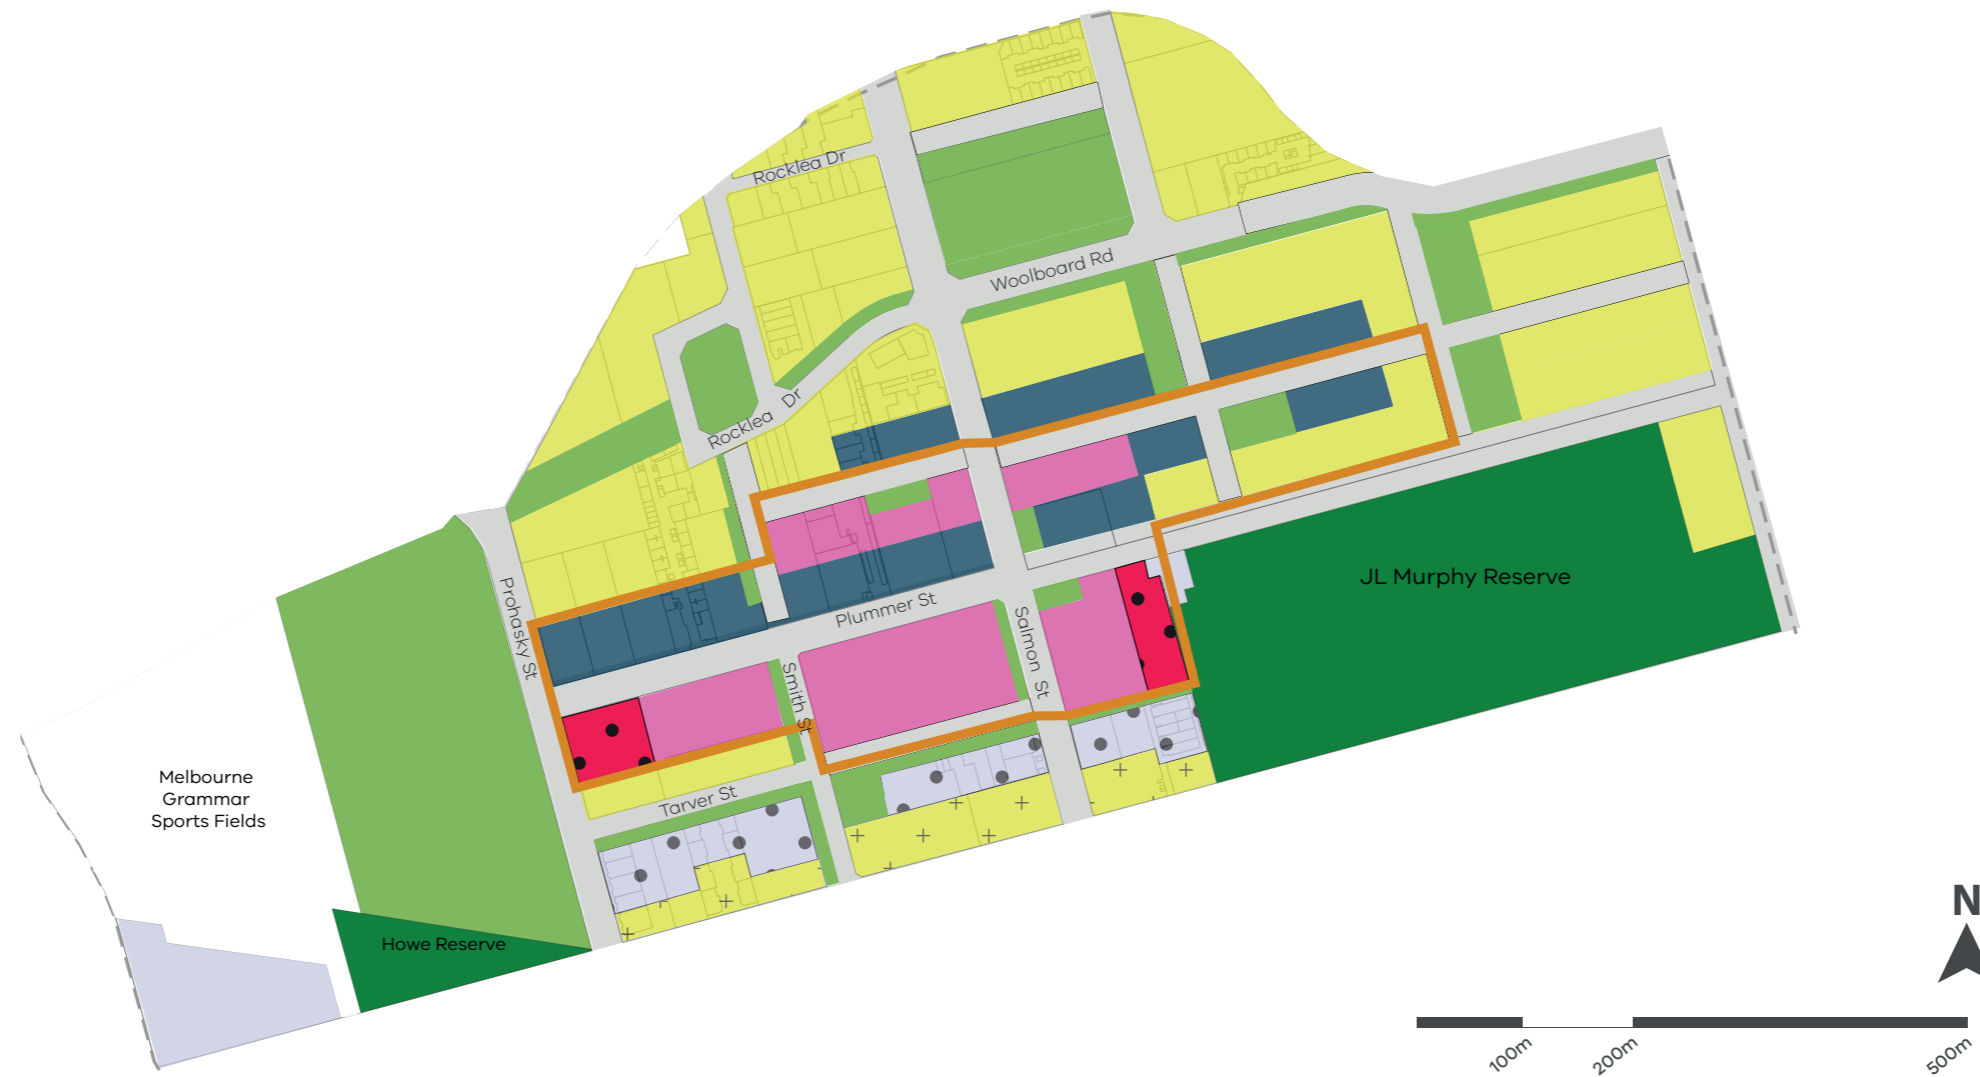 Rocklea Dr
Woolboard Rd
Rocklea Dr
Prohasky St
Plummer St
Salmon St
Smith St
JL Murphy Reserve
Tarver St
Melbourne
Grammar
Sports Fields
Howe Reserve
N
100m
200m
500m